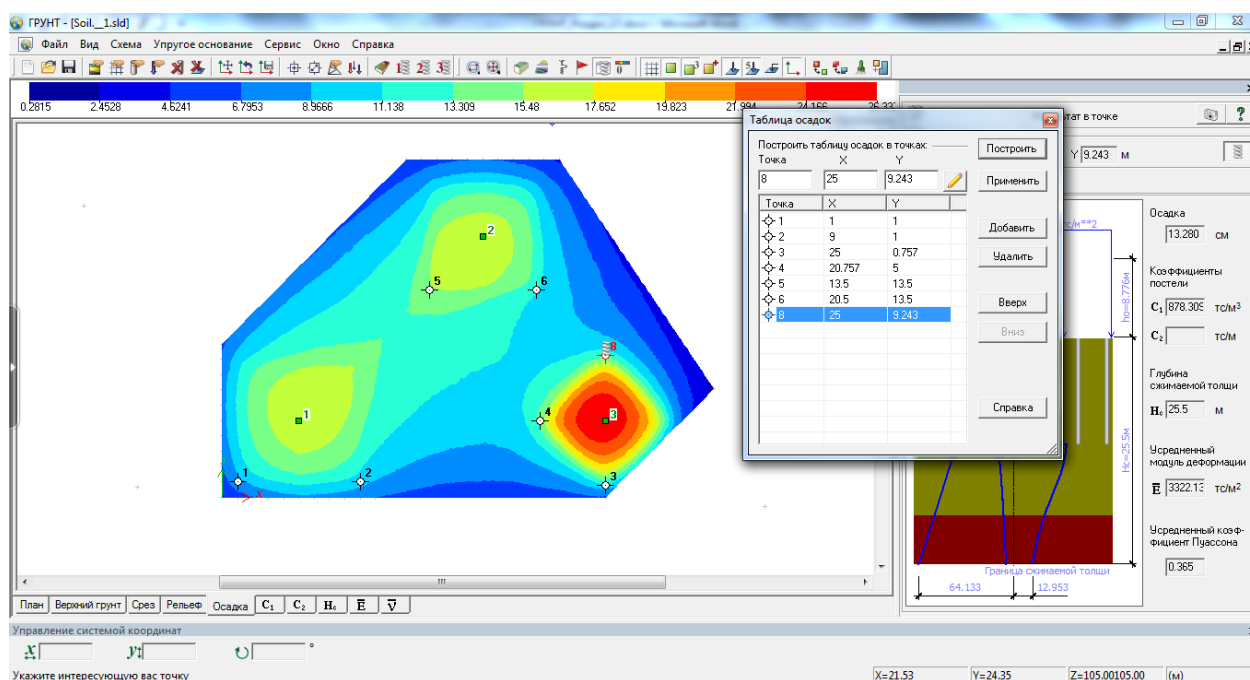 ГРУНТ - [Soil._1.sld]
Файл Вид Схема Упругое основание Сервис Окно Справка
0.2815 2.4528 4.6241 6.7953 8.9666 11.138 13.309 15.48 17.652 19.823 21.994 24.166
Таблица осадок
Построить таблицу осадок в точках:
Точка X Y
8 25 9.243
Точка X Y
1 1 1
2 9 1
3 25 0.757
4 20.757 5
5 13.5 13.5
6 20.5 13.5
8 25 9.243
Построить
Применить
Добавить
Удалить
Вверх
Вниз
Справка
тат в точке
Y 9.243 м
?
с/м**2
ho=8.776м
Hc=25.5м
Граница сжимаемой толщи
64.133 12.953
Осадка
13.280 см
Коэффициенты
постели
C₁ 878.305 тс/м³
C₂ тс/м
Глубина
сжимаемой толщи
H꜀ 25.5 м
Усредненный
модуль деформации
E̅ 3322.13 тс/м²
Усредненный коэф-
фициент Пуассона
0.365
2
5
6
8
1
4
3
1
2
3
x
План Верхний грунт Срез Рельеф Осадка C₁ C₂ H꜀ E̅ V̅
Управление системой координат
x y °
Укажите интересующую вас точку
X=21.53 Y=24.35 Z=105.00105.00 (м)